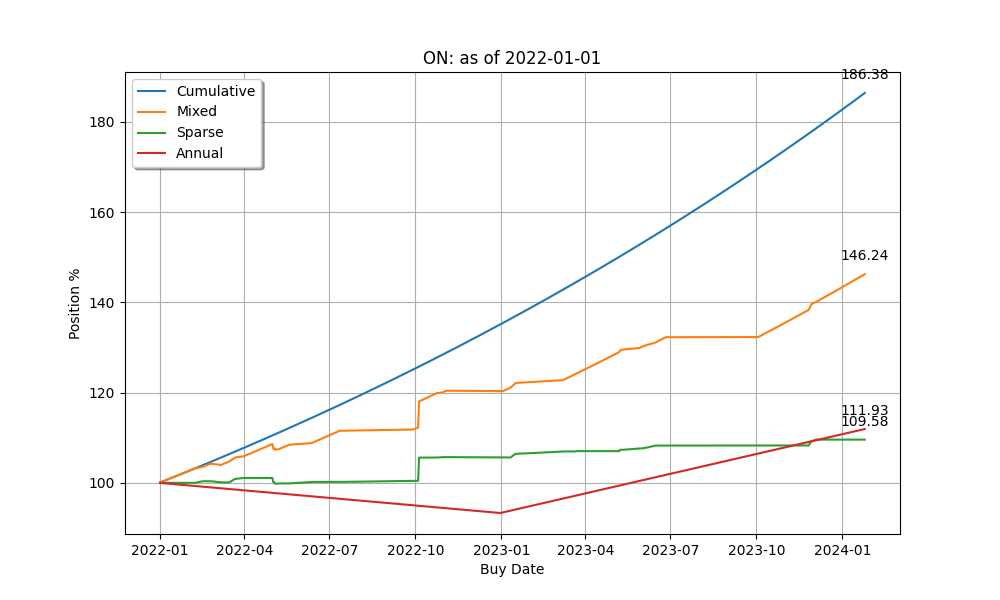 ON: as of 2022-01-01
186.38
Cumulative
Mixed
Sparse
Annual
180
160
146.24
140
120
111.93
109.58
100
Position %
2022-01 2022-04 2022-07 2022-10 2023-01 2023-04 2023-07 2023-10 2024-01
Buy Date